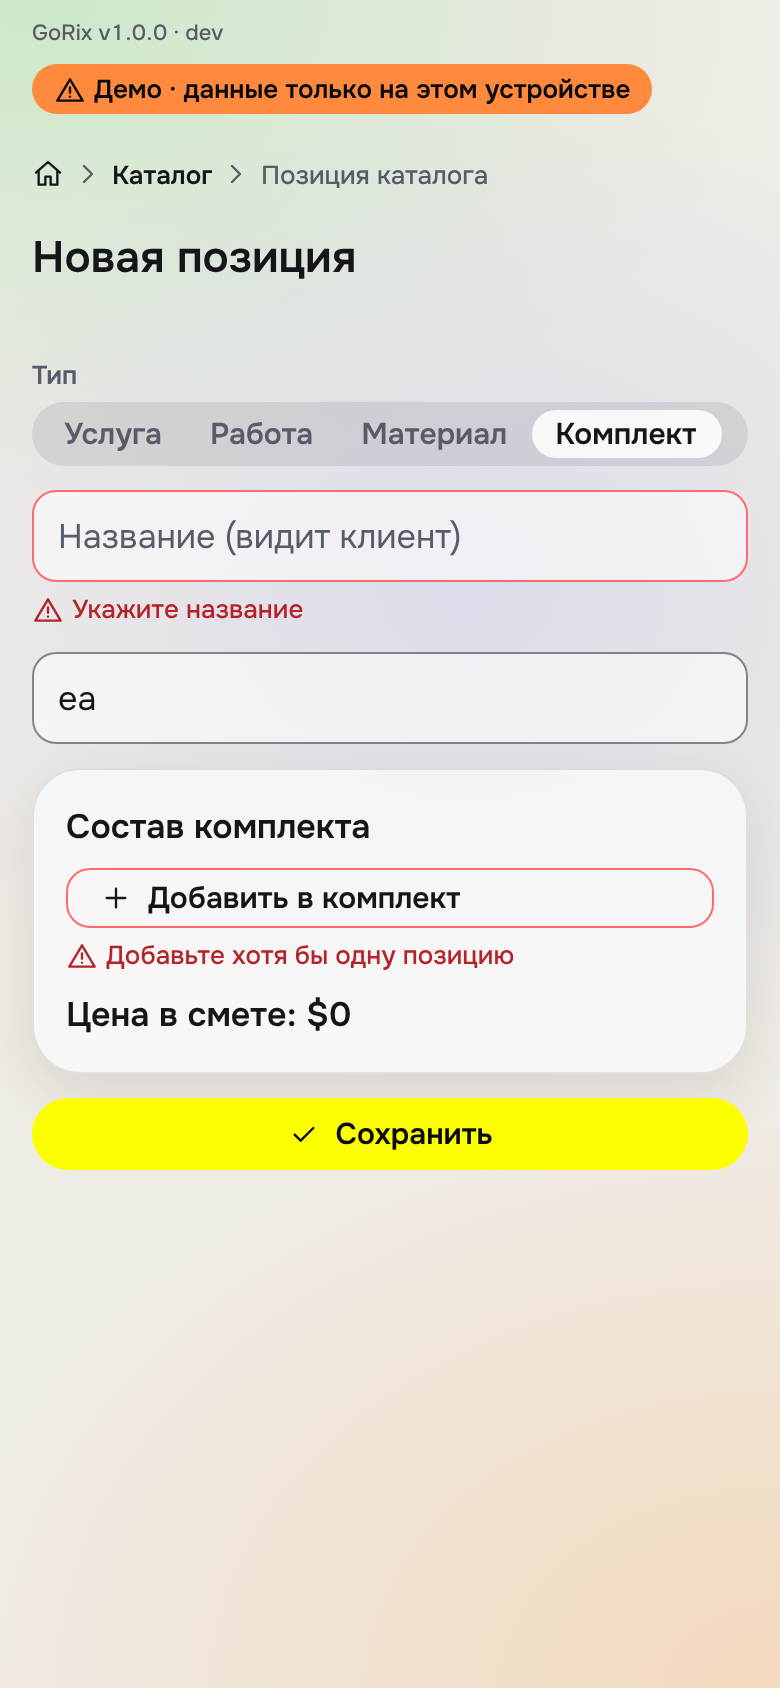 GoRix v1.0.0 · dev
Демо · данные только на этом устройстве
Каталог > Позиция каталога
Новая позиция
Тип
Услуга Работа Материал Комплект
Название (видит клиент)
Укажите название
ea
Состав комплекта
+ Добавить в комплект
Добавьте хотя бы одну позицию
Цена в смете: $0
Сохранить